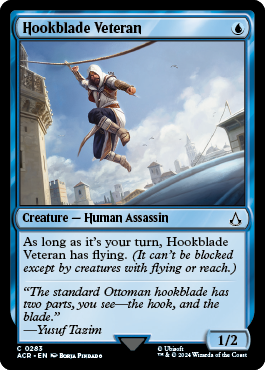 Hookblade Veteran
Creature — Human Assassin
As long as it's your turn, Hookblade
Veteran has flying. (It can't be blocked
except by creatures with flying or reach.)
"The standard Ottoman hookblade has
two parts, you see—the hook, and the
blade."
—Yusuf Tazim
1/2
C 0283
ACR • EN Borja Pindado
© Ubisoft
™ & © 2024 Wizards of the Coast